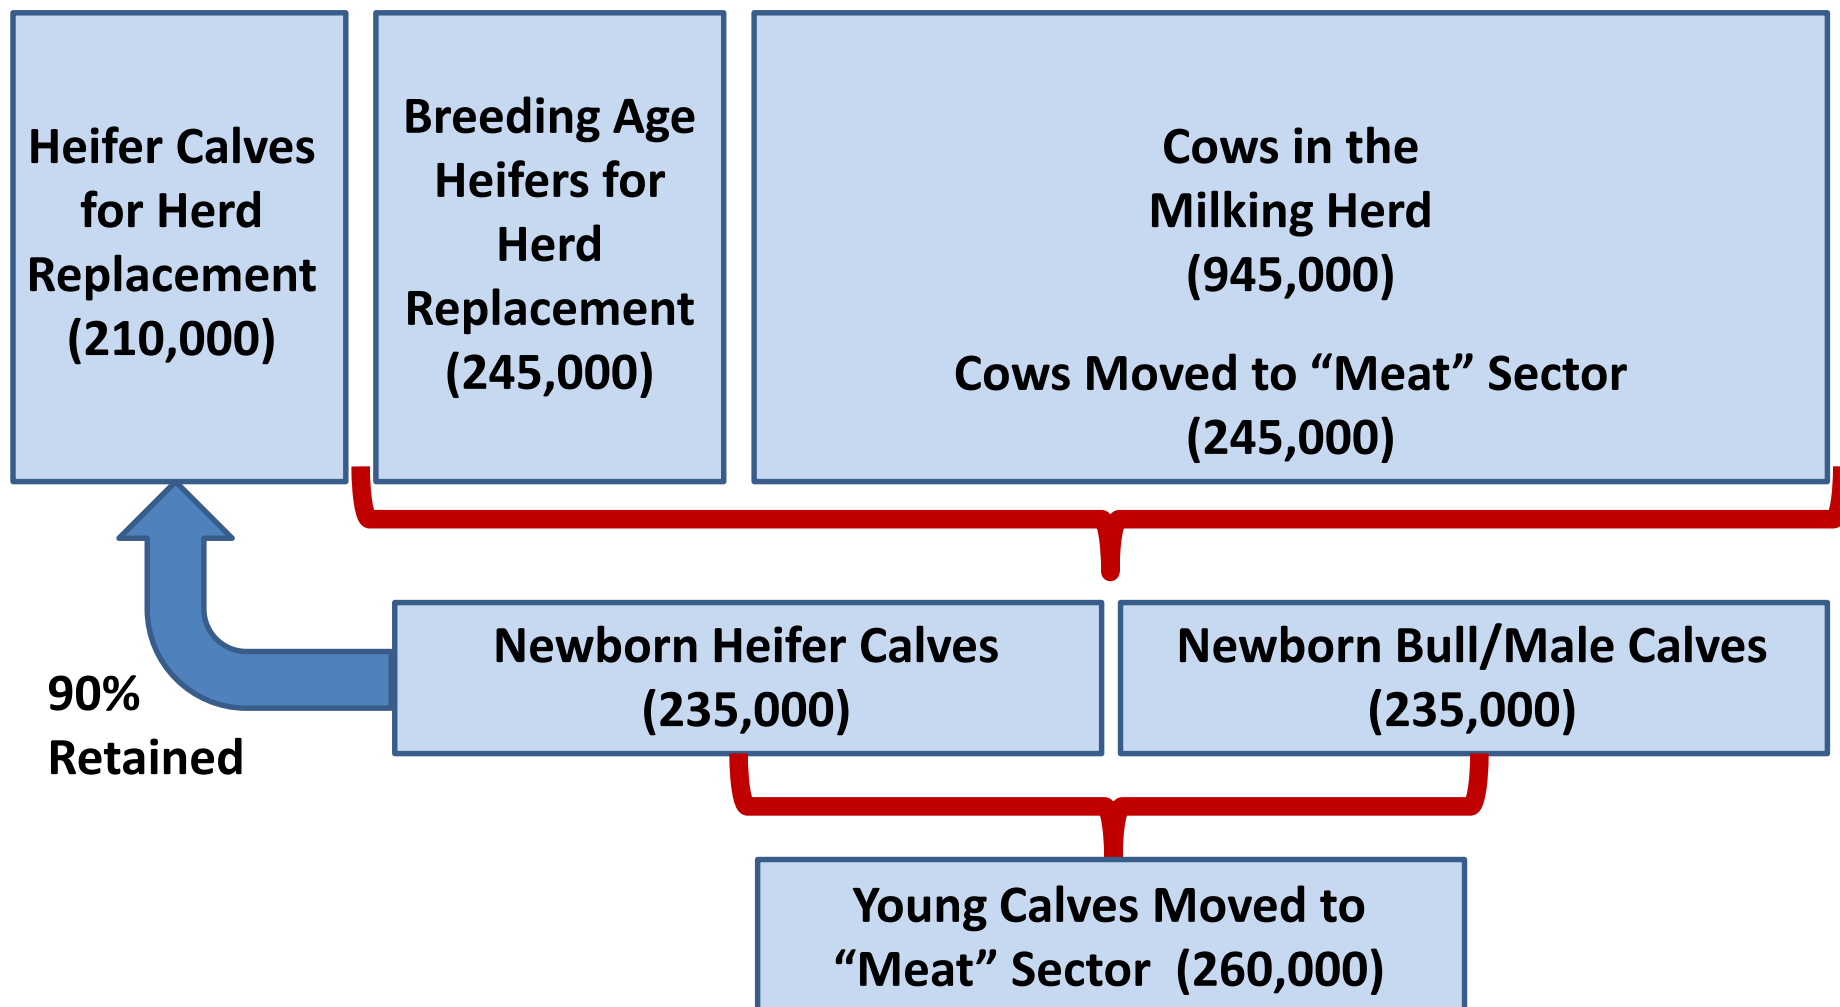 Heifer Calves
for Herd
Replacement
(210,000)
Breeding Age
Heifers for
Herd
Replacement
(245,000)
Cows in the
Milking Herd
(945,000)
Cows Moved to “Meat” Sector
(245,000)
90%
Retained
Newborn Heifer Calves
(235,000)
Newborn Bull/Male Calves
(235,000)
Young Calves Moved to
“Meat” Sector (260,000)